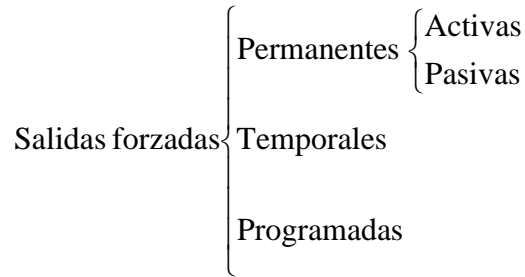 Activas
Permanentes
Pasivas
Salidas forzadas
Temporales
Programadas